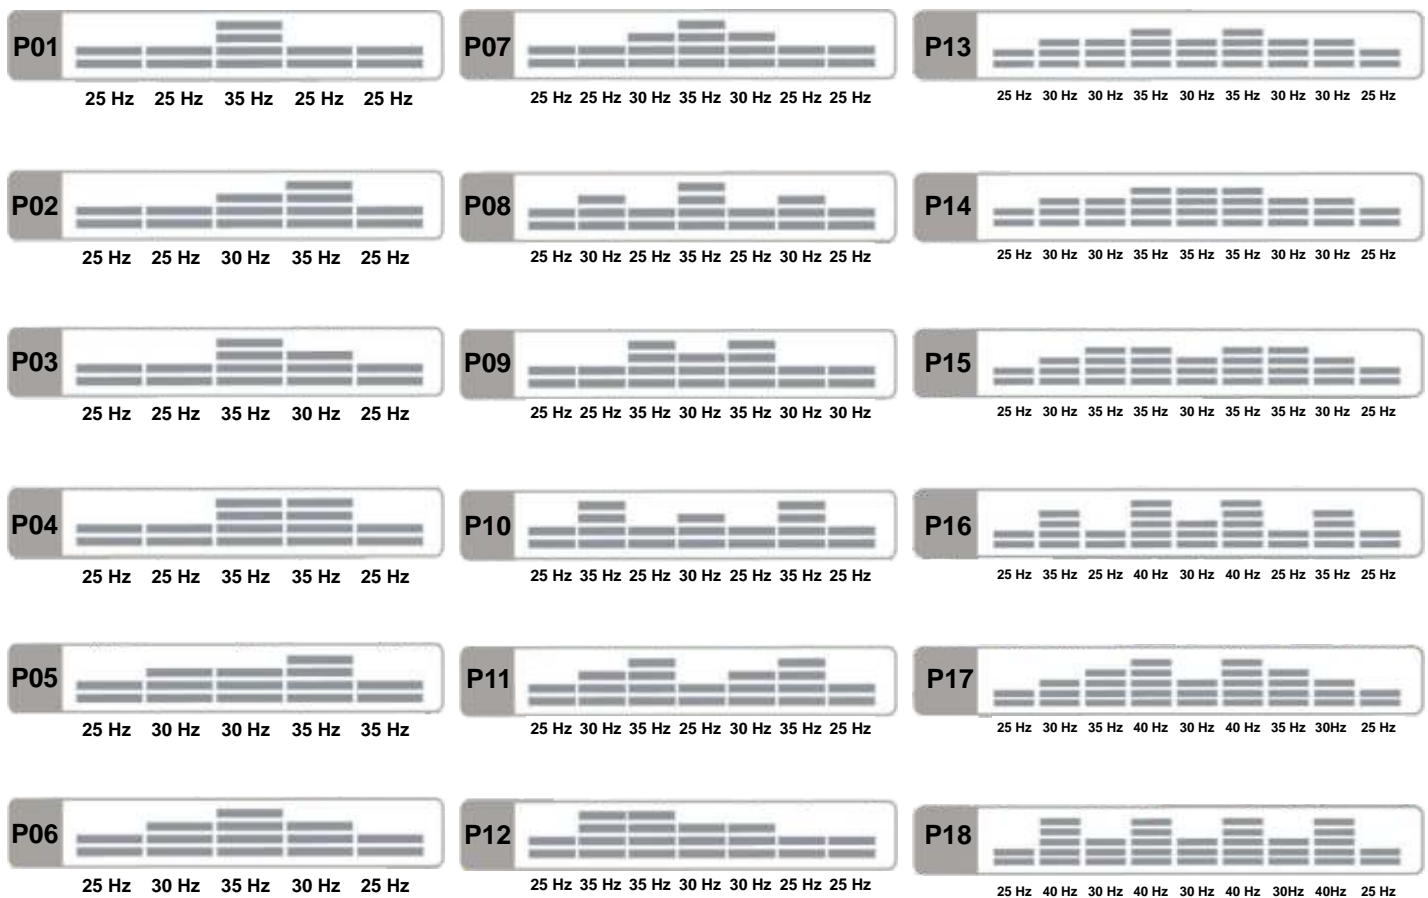 P01
25 Hz 25 Hz 35 Hz 25 Hz 25 Hz
P02
25 Hz 25 Hz 30 Hz 35 Hz 25 Hz
P03
25 Hz 25 Hz 35 Hz 30 Hz 25 Hz
P04
25 Hz 25 Hz 35 Hz 35 Hz 25 Hz
P05
25 Hz 30 Hz 30 Hz 35 Hz 35 Hz
P06
25 Hz 30 Hz 35 Hz 30 Hz 25 Hz
P07
25 Hz 25 Hz 30 Hz 35 Hz 30 Hz 25 Hz 25 Hz
P08
25 Hz 30 Hz 25 Hz 35 Hz 25 Hz 30 Hz 25 Hz
P09
25 Hz 25 Hz 35 Hz 30 Hz 35 Hz 30 Hz 30 Hz
P10
25 Hz 35 Hz 25 Hz 30 Hz 25 Hz 35 Hz 25 Hz
P11
25 Hz 30 Hz 35 Hz 25 Hz 30 Hz 35 Hz 25 Hz
P12
25 Hz 35 Hz 35 Hz 30 Hz 30 Hz 25 Hz 25 Hz
P13
25 Hz 30 Hz 30 Hz 35 Hz 30 Hz 35 Hz 30 Hz 30 Hz 25 Hz
P14
25 Hz 30 Hz 30 Hz 35 Hz 35 Hz 35 Hz 30 Hz 30 Hz 25 Hz
P15
25 Hz 30 Hz 35 Hz 35 Hz 30 Hz 35 Hz 35 Hz 30 Hz 25 Hz
P16
25 Hz 35 Hz 25 Hz 40 Hz 30 Hz 40 Hz 25 Hz 35 Hz 25 Hz
P17
25 Hz 30 Hz 35 Hz 40 Hz 30 Hz 40 Hz 35 Hz 30Hz 25 Hz
P18
25 Hz 40 Hz 30 Hz 40 Hz 30 Hz 40 Hz 30Hz 40Hz 25 Hz